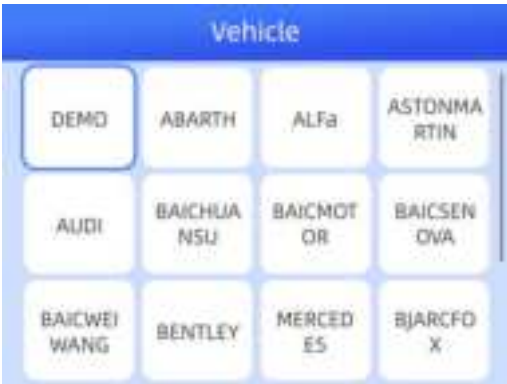 Vehicle
DEMO
ABARTH
ALFa
ASTONMA
RTIN
AUDI
BAICHUA
NSU
BAICMOT
OR
BAICSEN
OVA
BAICWEI
WANG
BENTLEY
MERCED
ES
BJARCFO
X